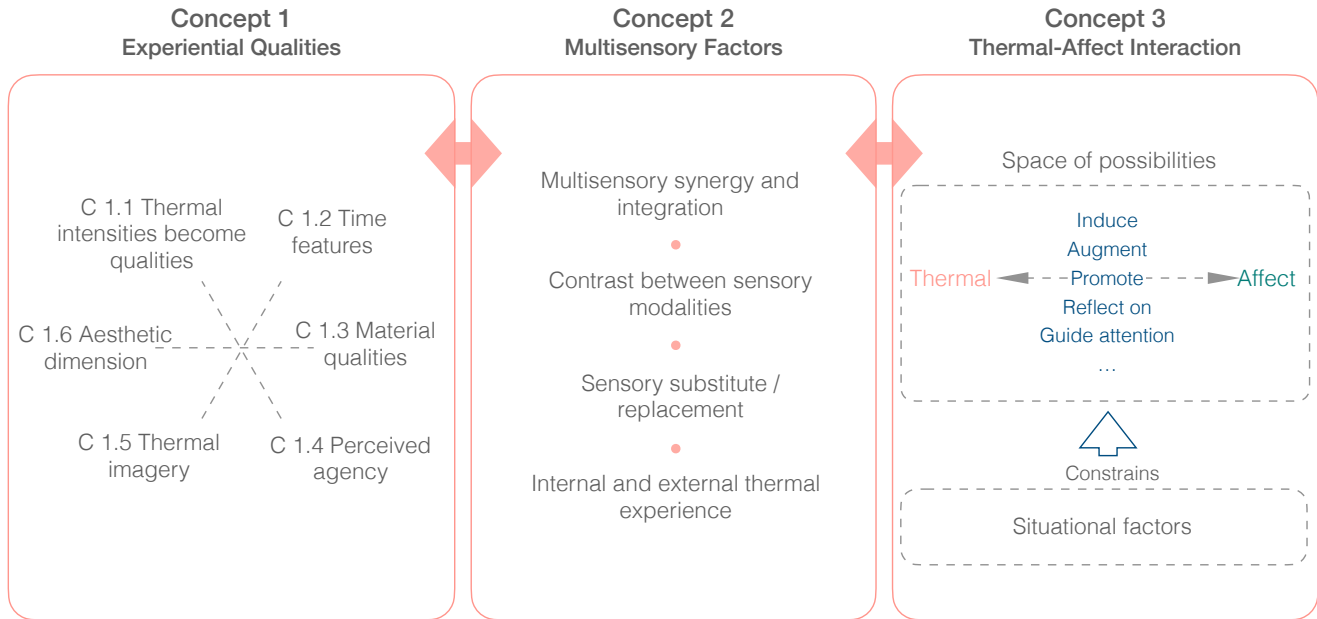 Concept 1
Experiential Qualities
C 1.1 Thermal
intensities become
qualities
C 1.2 Time
features
C 1.6 Aesthetic
dimension
C 1.3 Material
qualities
C 1.5 Thermal
imagery
C 1.4 Perceived
agency
Concept 2
Multisensory Factors
Multisensory synergy and
integration
Contrast between sensory
modalities
Sensory substitute /
replacement
Internal and external thermal
experience
Concept 3
Thermal-Affect Interaction
Space of possibilities
Induce
Augment
Thermal
Promote
Affect
Reflect on
Guide attention
...
Constrains
Situational factors